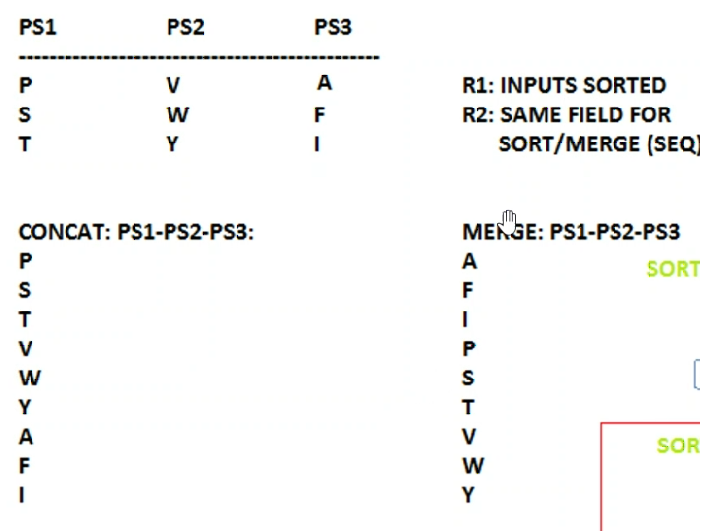 PS1 PS2 PS3
------------------------------------------------
P V A
S W F
T Y I
R1: INPUTS SORTED
R2: SAME FIELD FOR
SORT/MERGE (SEQ)
CONCAT: PS1-PS2-PS3:
P
S
T
V
W
Y
A
F
I
MERGE: PS1-PS2-PS3
A
F
I
P
S
T
V
W
Y
SORT
SOR